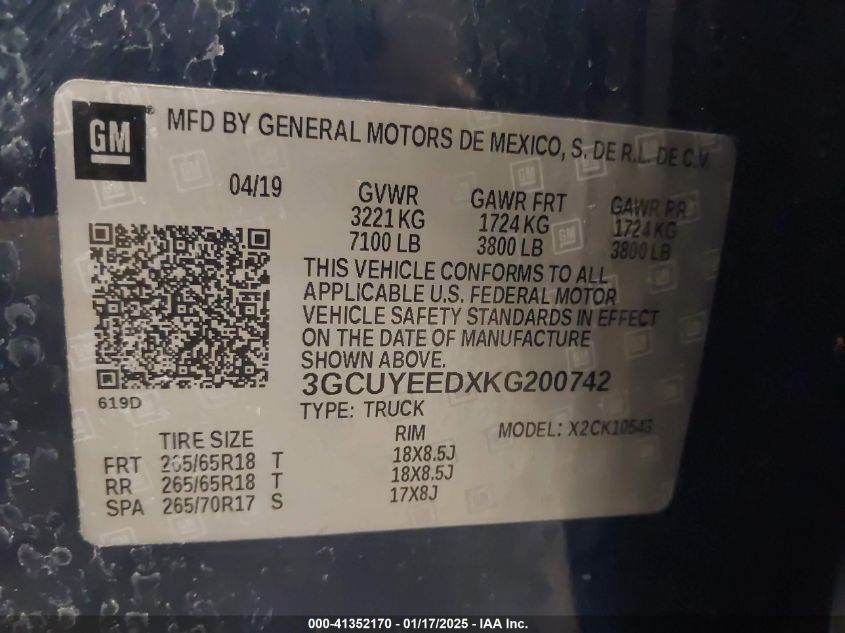 GM
MFD BY GENERAL MOTORS DE MEXICO, S. DE R.L. DE C.V.
04/19
GVWR GAWR FRT GAWR RR
3221 KG 1724 KG 1724 KG
7100 LB 3800 LB 3800 LB
THIS VEHICLE CONFORMS TO ALL
APPLICABLE U.S. FEDERAL MOTOR
VEHICLE SAFETY STANDARDS IN EFFECT
ON THE DATE OF MANUFACTURE
SHOWN ABOVE.
3GCUYEEDXKG200742
619D
TYPE: TRUCK
MODEL: X2CK10543
TIRE SIZE RIM
FRT 265/65R18 T 18X8.5J
RR 265/65R18 T 18X8.5J
SPA 265/70R17 S 17X8J
000-41352170 - 01/17/2025 - IAA Inc.